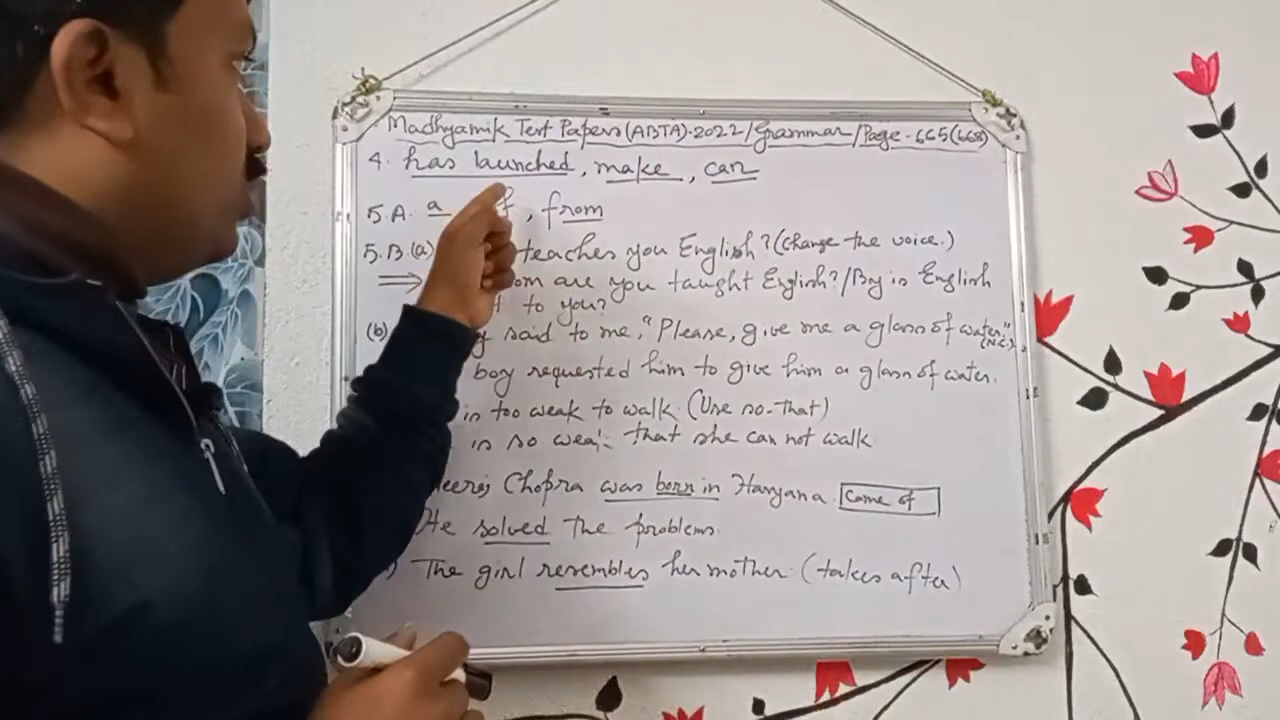 Madhyamik Test Papers (ABTA)-2022/Grammar/Page-665(668)
4. has launched, make, can
5.A. a , from
5.B.(a) teaches you English? (Change the voice.)
⇒ are you taught English?/By is English
to you?
(b) said to me, "Please, give me a glass of water." (N.C.)
boy requested him to give him a glass of water.
is too weak to walk. (Use so-that)
is so that she can not walk
Chopra was born in Haryana. Come of
He solved the problems.
The girl resembles her mother. (takes after)